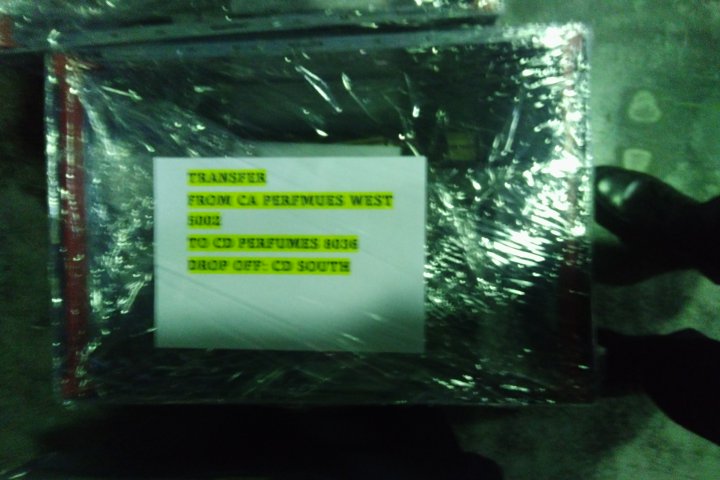 TRANSFER
FROM CA PERFMUES WEST
5002
TO CD PERFUMES 8036
DROP OFF: CD SOUTH